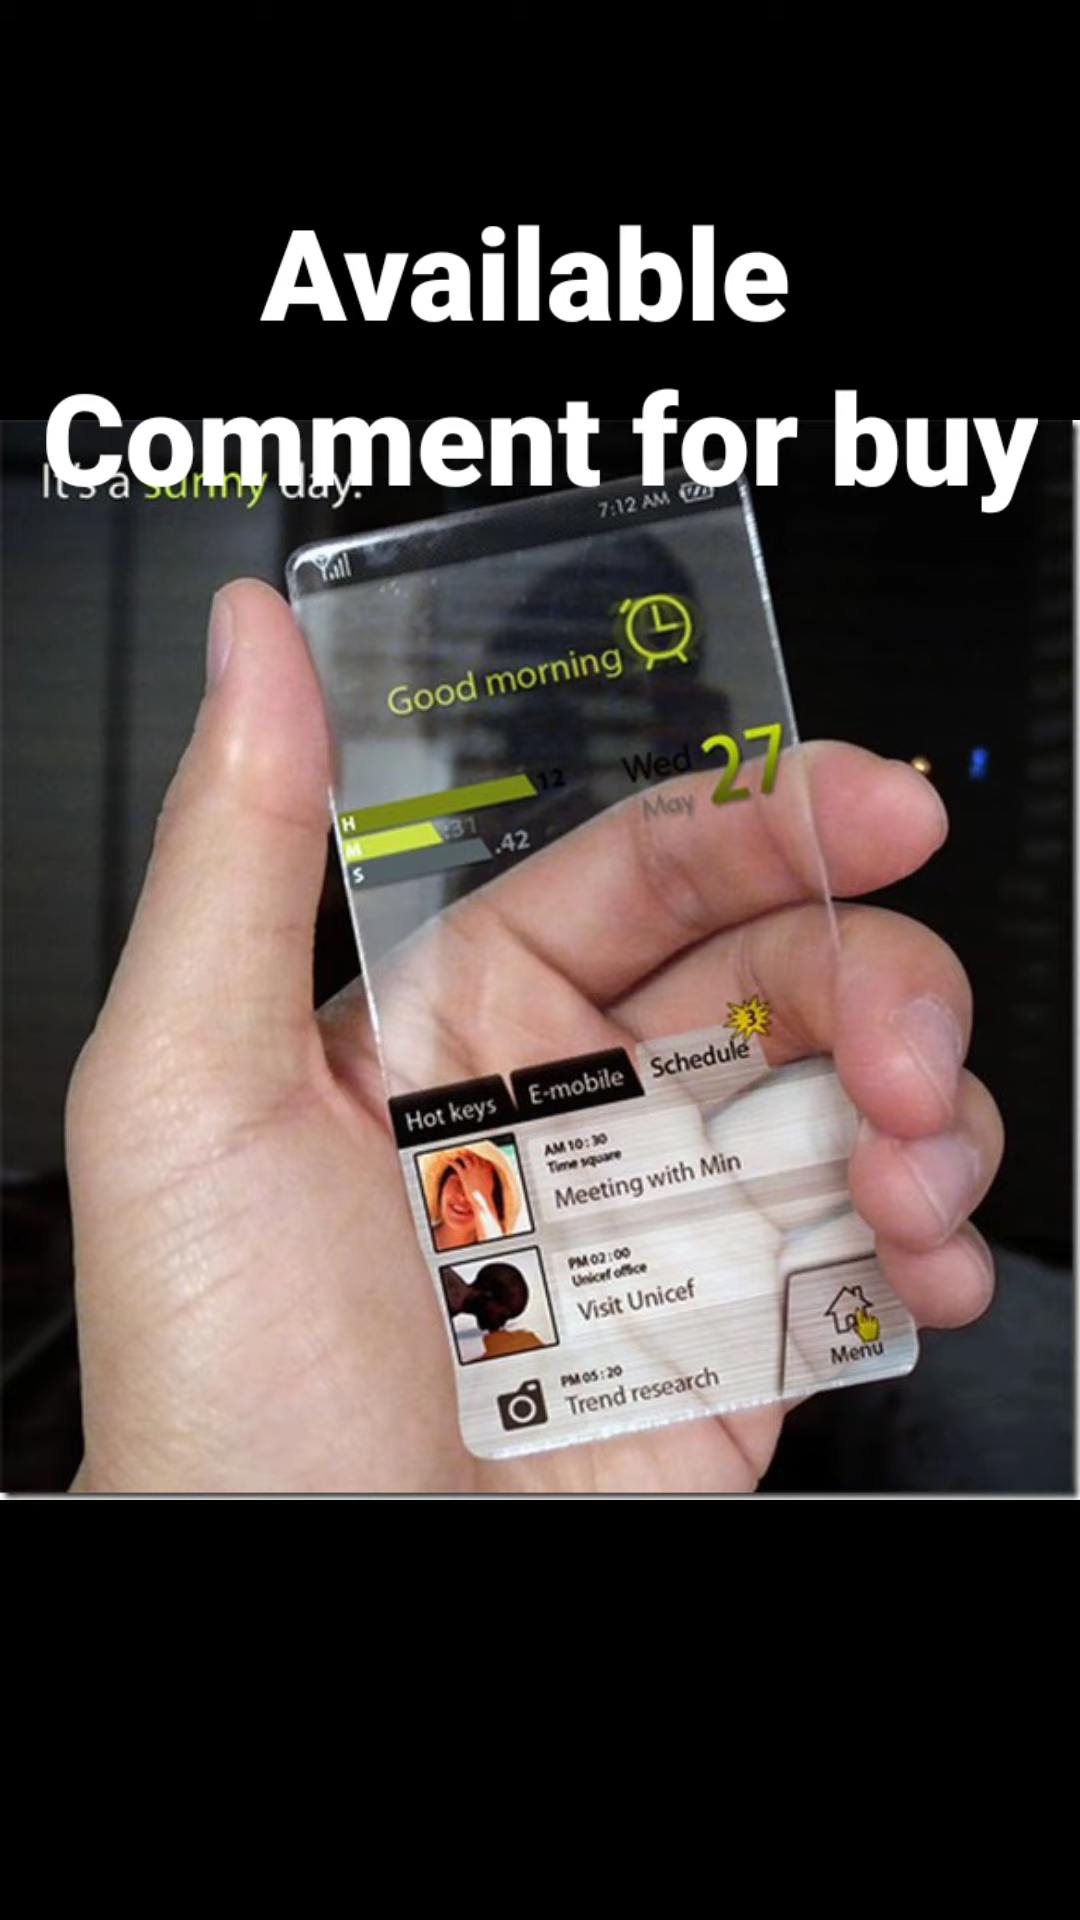 Available
Comment for buy
It's a sunny day.
7:12 AM
Good morning
Wed 27
May
H 12
M :31
S .42
3
Hot keys E-mobile Schedule
AM 10:30
Time square
Meeting with Min
PM 02:00
Unicef office
Visit Unicef
PM 05:20
Trend research
Menu